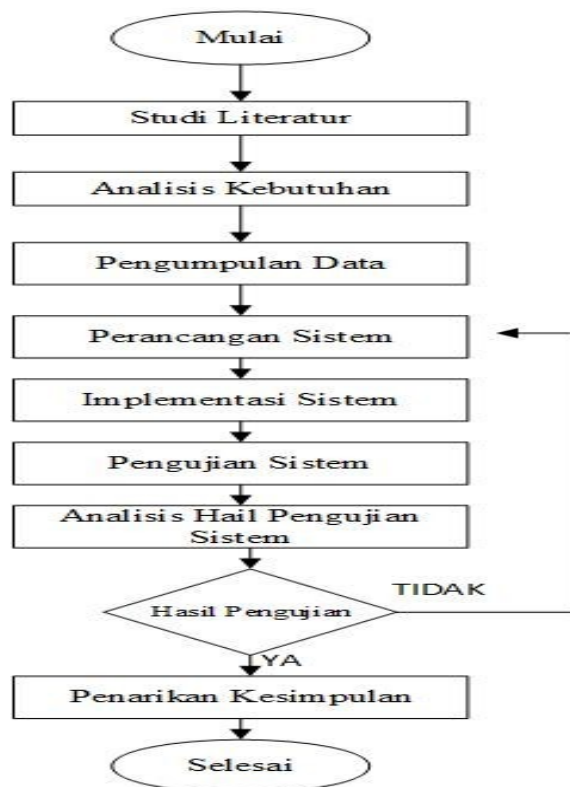 Mulai
Studi Literatur
Analisis Kebutuhan
Pengumpulan Data
Perancangan Sistem
Implementasi Sistem
Pengujian Sistem
Analisis Hail Pengujian
Sistem
TIDAK
Hasil Pengujian
YA
Penarikan Kesimpulan
Selesai